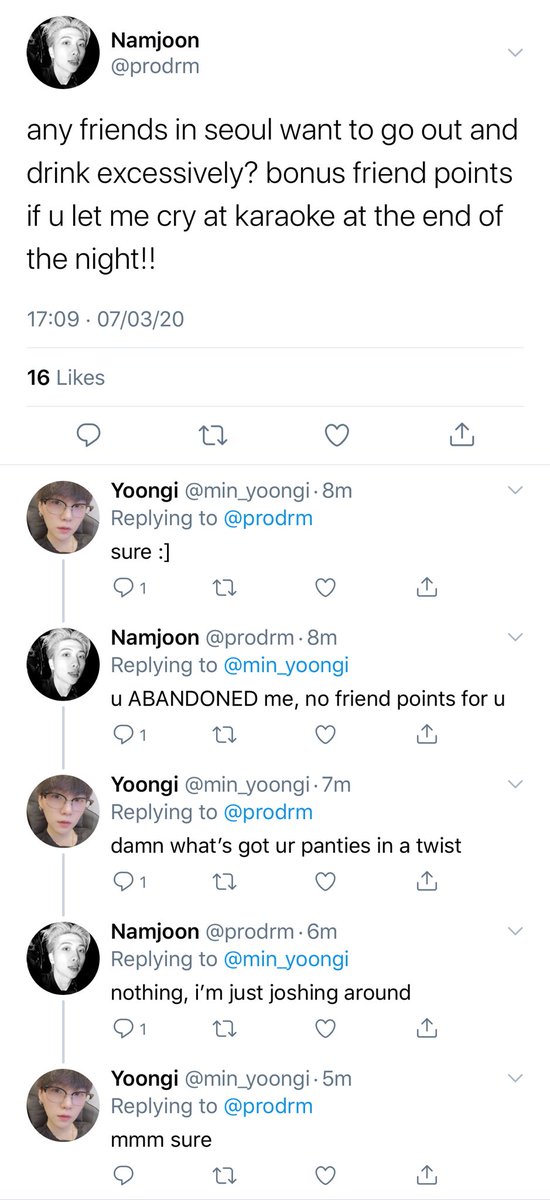 Namjoon
@prodrm
any friends in seoul want to go out and
drink excessively? bonus friend points
if u let me cry at karaoke at the end of
the night!!
17:09 · 07/03/20
16 Likes
Yoongi @min_yoongi · 8m
Replying to @prodrm
sure :]
1
Namjoon @prodrm · 8m
Replying to @min_yoongi
u ABANDONED me, no friend points for u
1
Yoongi @min_yoongi · 7m
Replying to @prodrm
damn what's got ur panties in a twist
1
Namjoon @prodrm · 6m
Replying to @min_yoongi
nothing, i'm just joshing around
1
Yoongi @min_yoongi · 5m
Replying to @prodrm
mmm sure